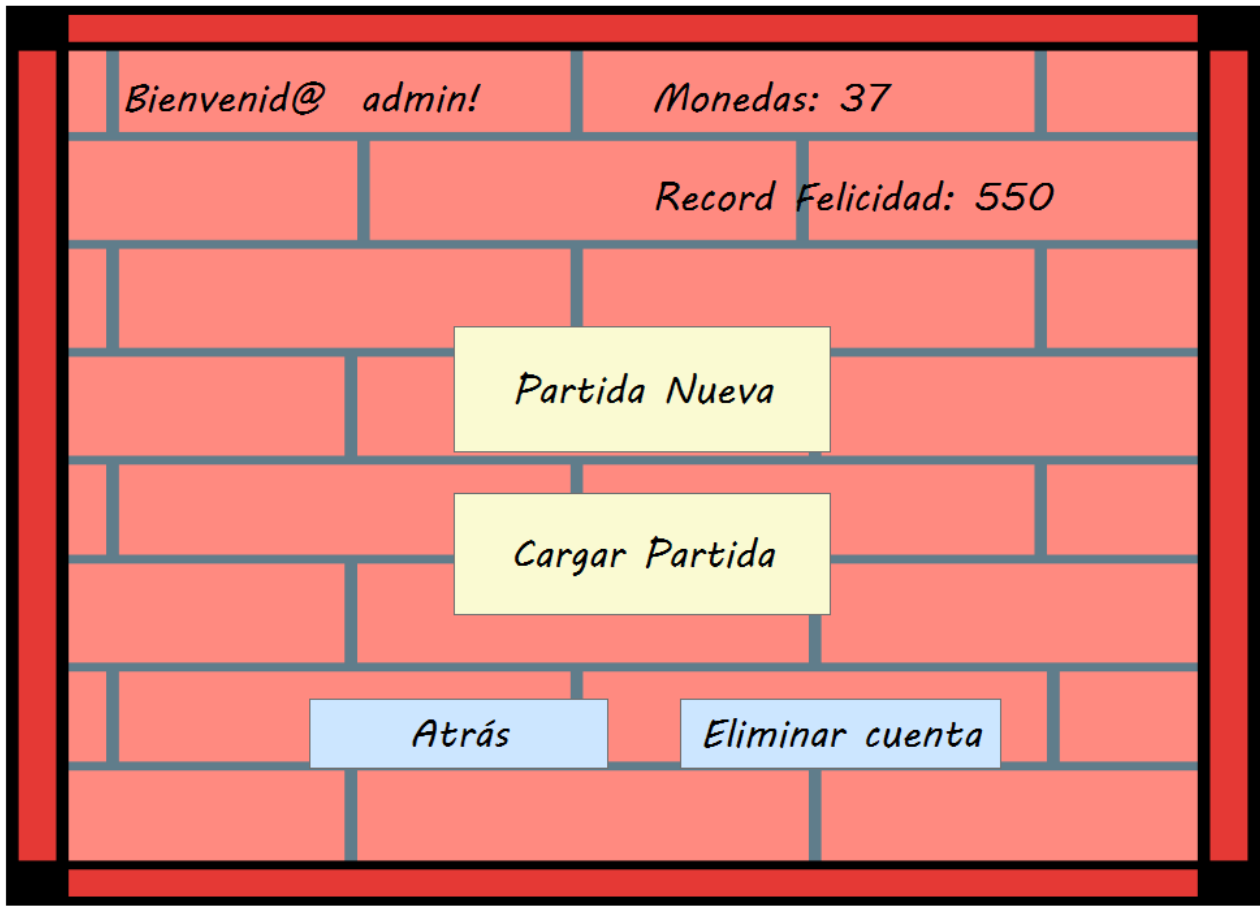 Bienvenid@ admin! Monedas: 37
Record Felicidad: 550
Partida Nueva
Cargar Partida
Atrás Eliminar cuenta